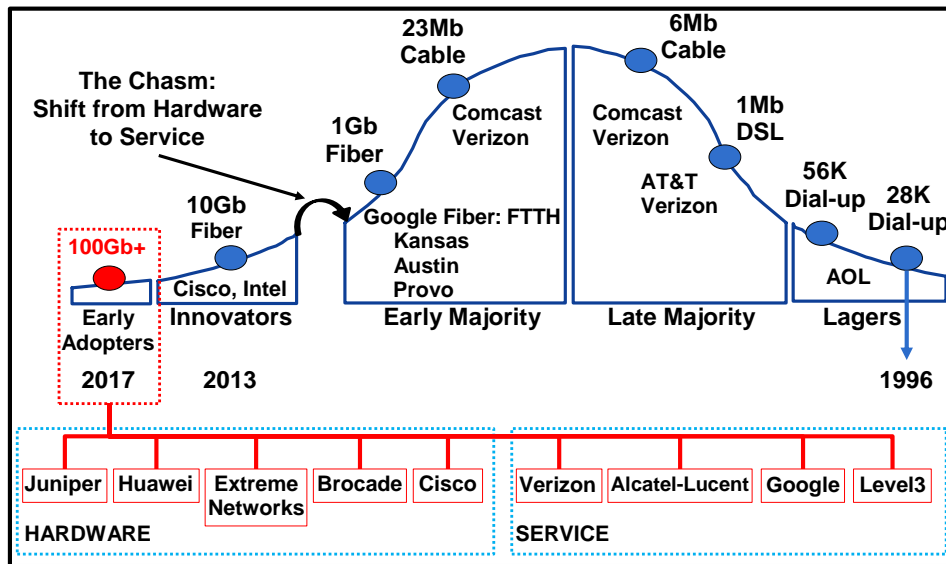 The Chasm:
Shift from Hardware
to Service
23Mb
Cable
6Mb
Cable
1Gb
Fiber
Comcast
Verizon
Comcast
Verizon
1Mb
DSL
10Gb
Fiber
AT&T
Verizon
56K
Dial-up
28K
Dial-up
100Gb+
Google Fiber: FTTH
Kansas
Austin
Provo
Cisco, Intel
AOL
Early
Adopters
Innovators
Early Majority
Late Majority
Lagers
2017
2013
1996
Juniper
Huawei
Extreme
Networks
Brocade
Cisco
Verizon
Alcatel-Lucent
Google
Level3
HARDWARE
SERVICE